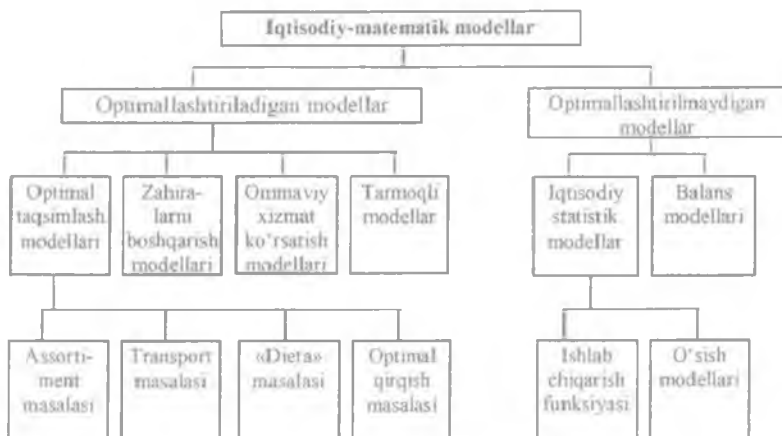 Iqtisodiy-matematik modellar
Optimallashtiriladigan modellar
Optimallashtirilmaydigan
modellar
Optimal
taqsimlash
modellari
Zahira-
larni
boshqarish
modellari
Ommaviy
xizmat
ko'rsatish
modellari
Tarmoqli
modellar
Iqtisodiy
statistik
modellar
Balans
modellari
Assorti-
ment
masalasi
Transport
masalasi
«Dieta»
masalasi
Optimal
qirqish
masalasi
Ishlab
chiqarish
funksiyasi
O'sish
modellari